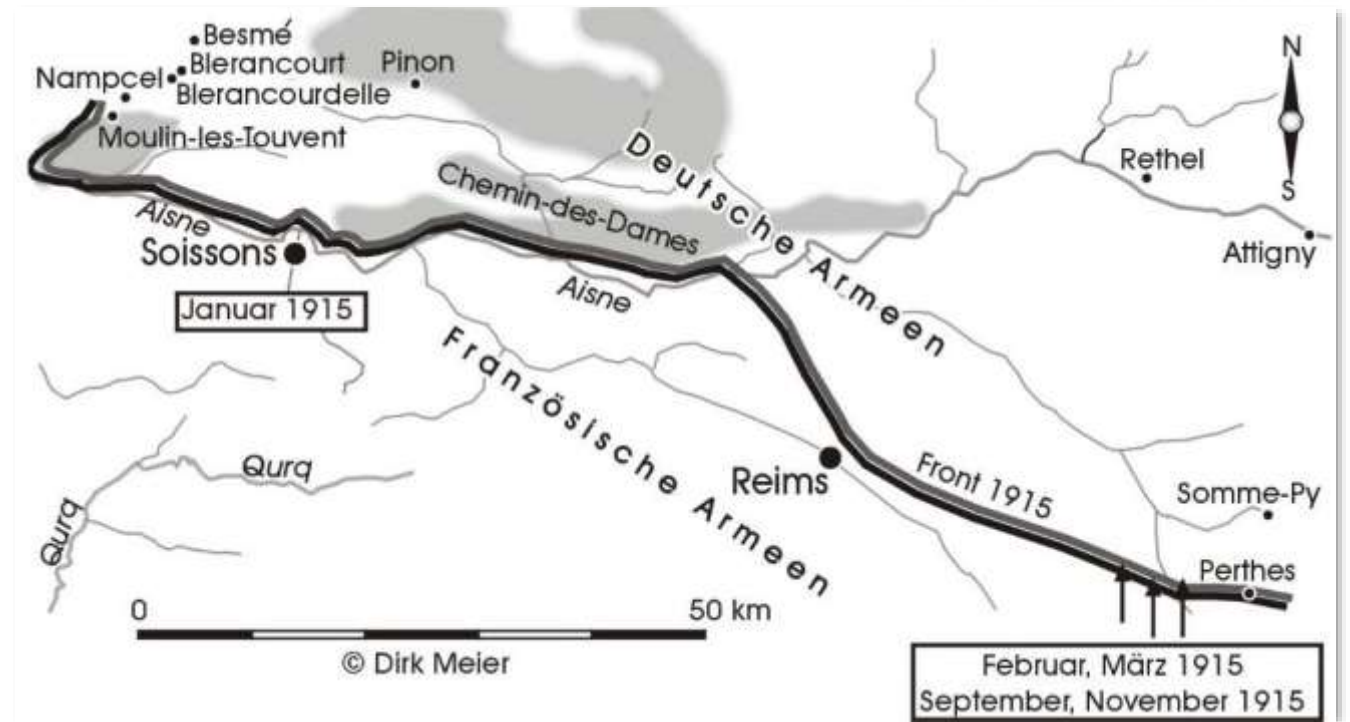 Besmé
Blerancourt
Nampcel
Blerancourdelle
Pinon
Moulin-les-Touvent
N
S
Rethel
Attigny
Deutsche Armeen
Chemin-des-Dames
Aisne
Soissons
Januar 1915
Aisne
Französische Armeen
Reims
Front 1915
Somme-Py
Perthes
Qurq
Qurq
0 50 km
© Dirk Meier
Februar, März 1915
September, November 1915